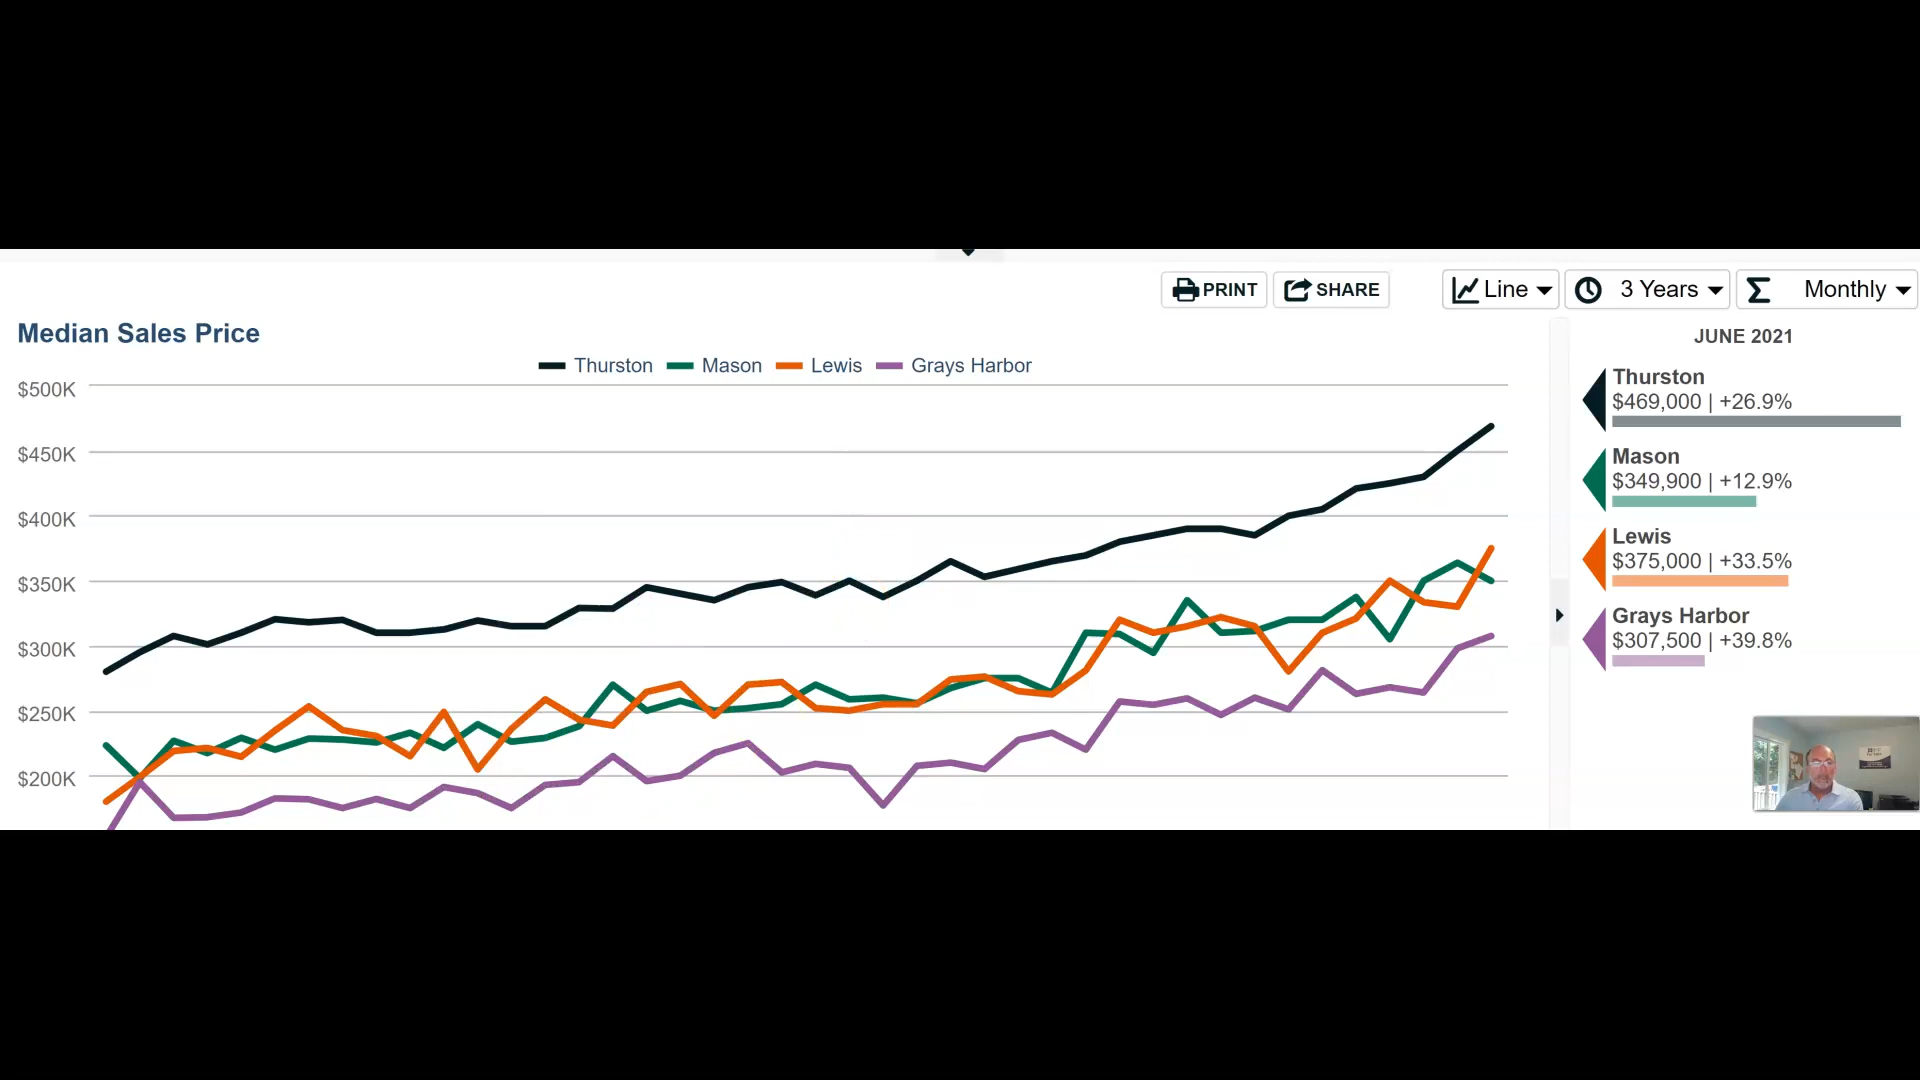 PRINT
SHARE
Line
3 Years
Monthly
Median Sales Price
JUNE 2021
Thurston Mason Lewis Grays Harbor
$500K
$450K
$400K
$350K
$300K
$250K
$200K
Thurston
$469,000 | +26.9%
Mason
$349,900 | +12.9%
Lewis
$375,000 | +33.5%
Grays Harbor
$307,500 | +39.8%